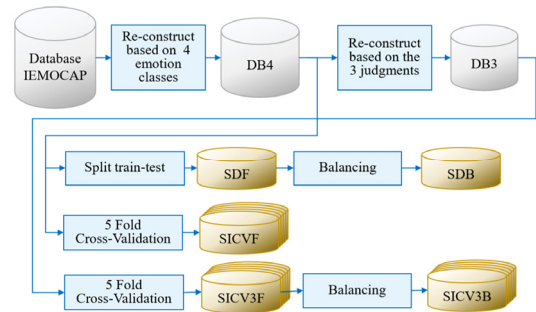 Database
IEMOCAP
Re-construct
based on 4
emotion
classes
DB4
Re-construct
based on the
3 judgments
DB3
Split train-test
SDF
Balancing
SDB
5 Fold
Cross-Validation
SICVF
5 Fold
Cross-Validation
SICV3F
Balancing
SICV3B